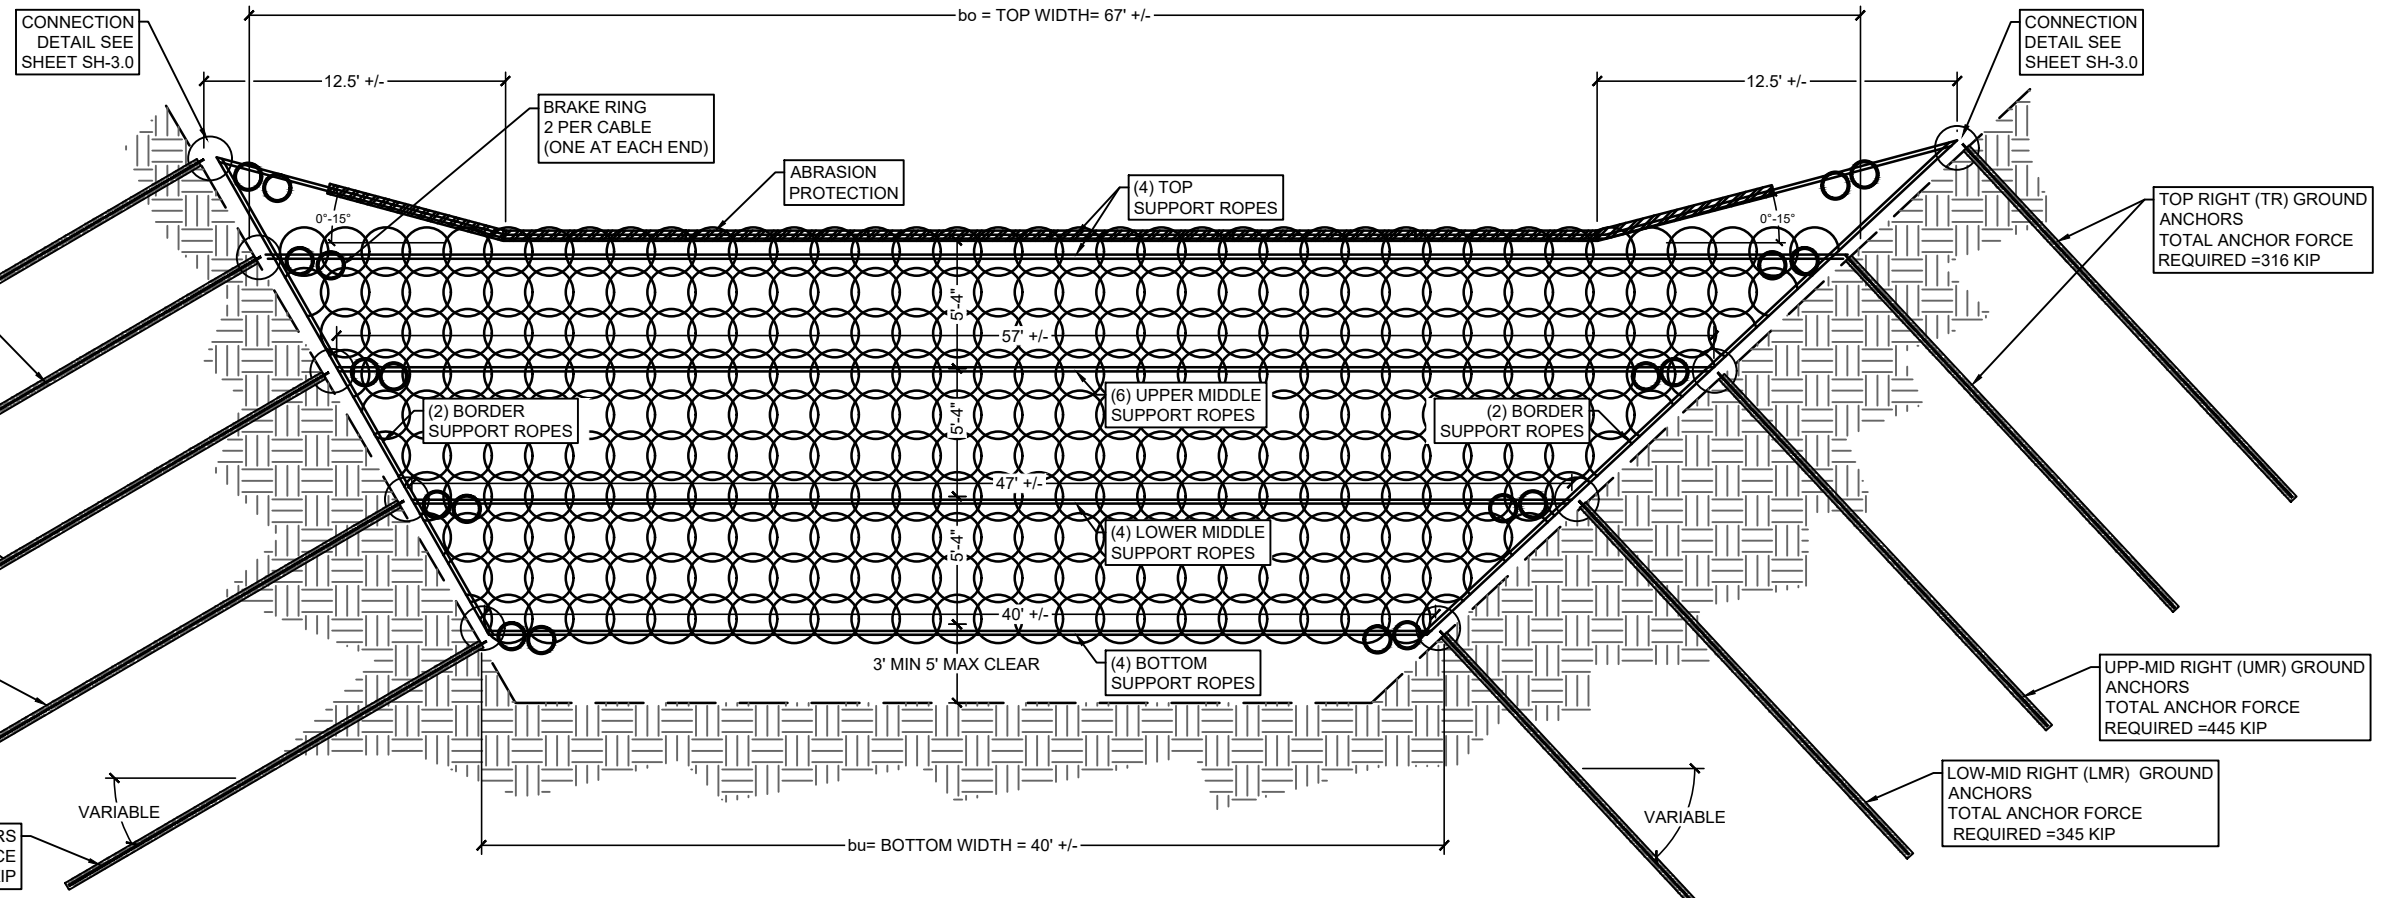 CONNECTION
DETAIL SEE
SHEET SH-3.0
bo = TOP WIDTH= 67' +/-
CONNECTION
DETAIL SEE
SHEET SH-3.0
12.5' +/-
12.5' +/-
BRAKE RING
2 PER CABLE
(ONE AT EACH END)
ABRASION
PROTECTION
(4) TOP
SUPPORT ROPES
0°-15°
0°-15°
TOP RIGHT (TR) GROUND
ANCHORS
TOTAL ANCHOR FORCE
REQUIRED =316 KIP
5'-4"
57' +/-
(6) UPPER MIDDLE
SUPPORT ROPES
(2) BORDER
SUPPORT ROPES
5'-4"
(2) BORDER
SUPPORT ROPES
47' +/-
(4) LOWER MIDDLE
SUPPORT ROPES
5'-4"
40' +/-
3' MIN 5' MAX CLEAR
(4) BOTTOM
SUPPORT ROPES
UPP-MID RIGHT (UMR) GROUND
ANCHORS
TOTAL ANCHOR FORCE
REQUIRED =445 KIP
LOW-MID RIGHT (LMR) GROUND
ANCHORS
TOTAL ANCHOR FORCE
REQUIRED =345 KIP
VARIABLE
VARIABLE
RS
CE
IP
bu= BOTTOM WIDTH = 40' +/-